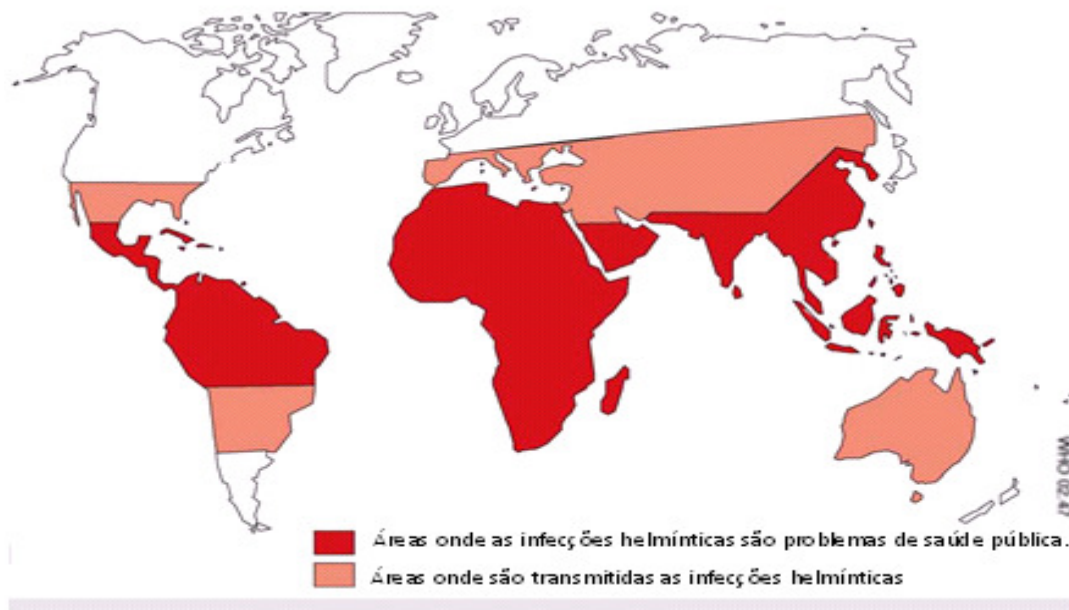 WHO 02.47
Áreas onde as infecções helmínticas são problemas de saúde pública.
Áreas onde são transmitidas as infecções helmínticas